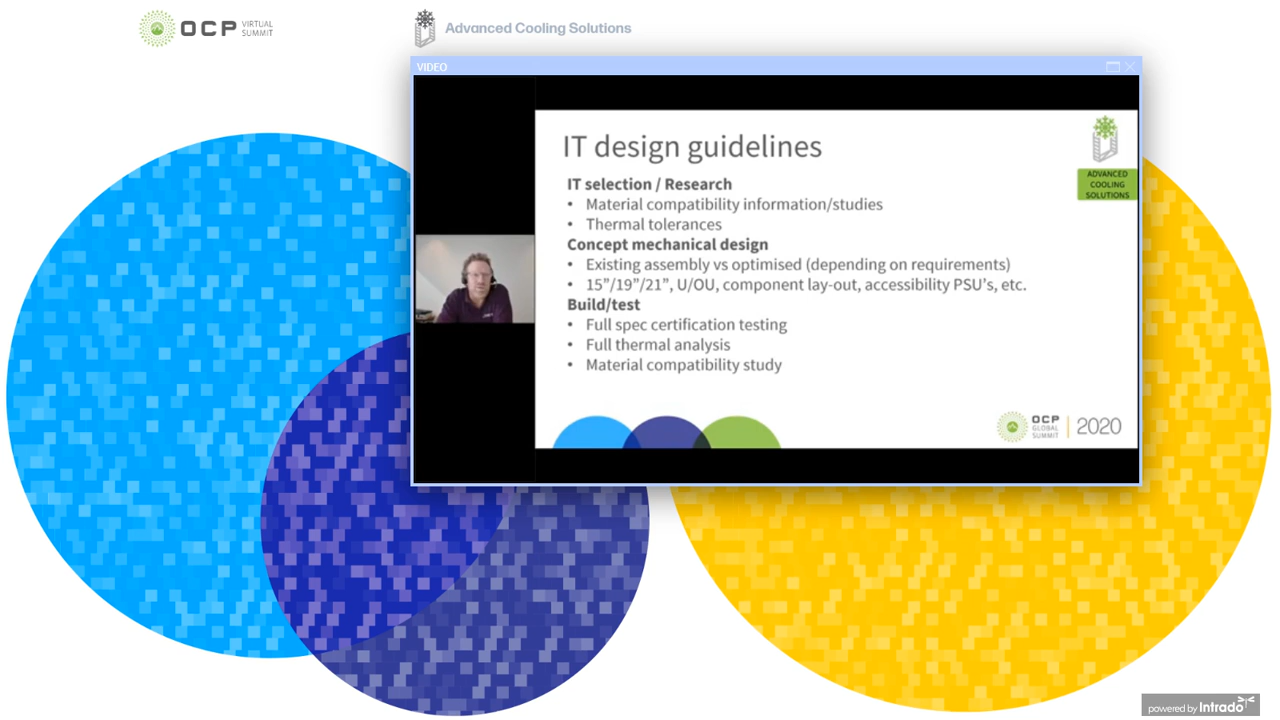 OCP VIRTUAL SUMMIT
Advanced Cooling Solutions
VIDEO
IT design guidelines
ADVANCED
COOLING
SOLUTIONS
IT selection / Research
• Material compatibility information/studies
• Thermal tolerances
Concept mechanical design
• Existing assembly vs optimised (depending on requirements)
• 15”/19”/21”, U/OU, component lay-out, accessibility PSU’s, etc.
Build/test
• Full spec certification testing
• Full thermal analysis
• Material compatibility study
OCP
GLOBAL
SUMMIT
2020
powered by Intrado